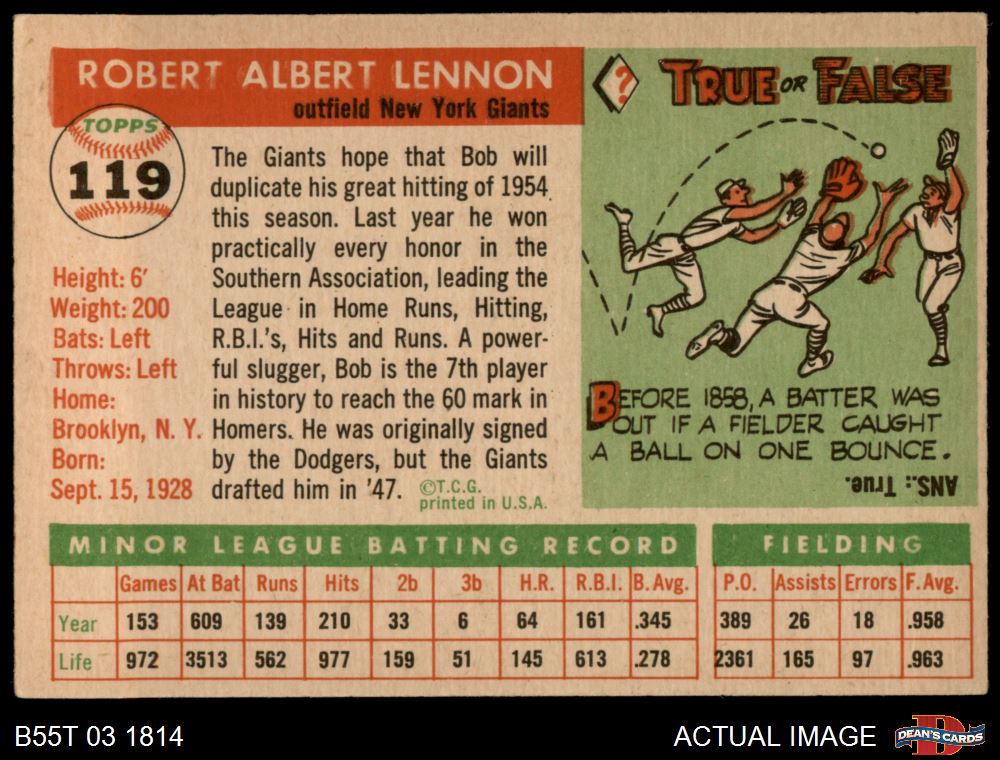 ROBERT ALBERT LENNON
outfield New York Giants
TOPPS
119
Height: 6'
Weight: 200
Bats: Left
Throws: Left
Home:
Brooklyn, N. Y.
Born:
Sept. 15, 1928
The Giants hope that Bob will
duplicate his great hitting of 1954
this season. Last year he won
practically every honor in the
Southern Association, leading the
League in Home Runs, Hitting,
R.B.I.'s, Hits and Runs. A power-
ful slugger, Bob is the 7th player
in history to reach the 60 mark in
Homers. He was originally signed
by the Dodgers, but the Giants
drafted him in '47.
©T.C.G.
printed in U.S.A.
?
TRUE OR FALSE
BEFORE 1858, A BATTER WAS
OUT IF A FIELDER CAUGHT
A BALL ON ONE BOUNCE.
ANS.: True.
MINOR LEAGUE BATTING RECORD
Games At Bat Runs Hits 2b 3b H.R. R.B.I. B. Avg.
Year 153 609 139 210 33 6 64 161 .345
Life 972 3513 562 977 159 51 145 613 .278
FIELDING
P.O. Assists Errors F. Avg.
389 26 18 .958
2361 165 97 .963
B55T 03 1814
ACTUAL IMAGE
D
DEAN'S CARDS